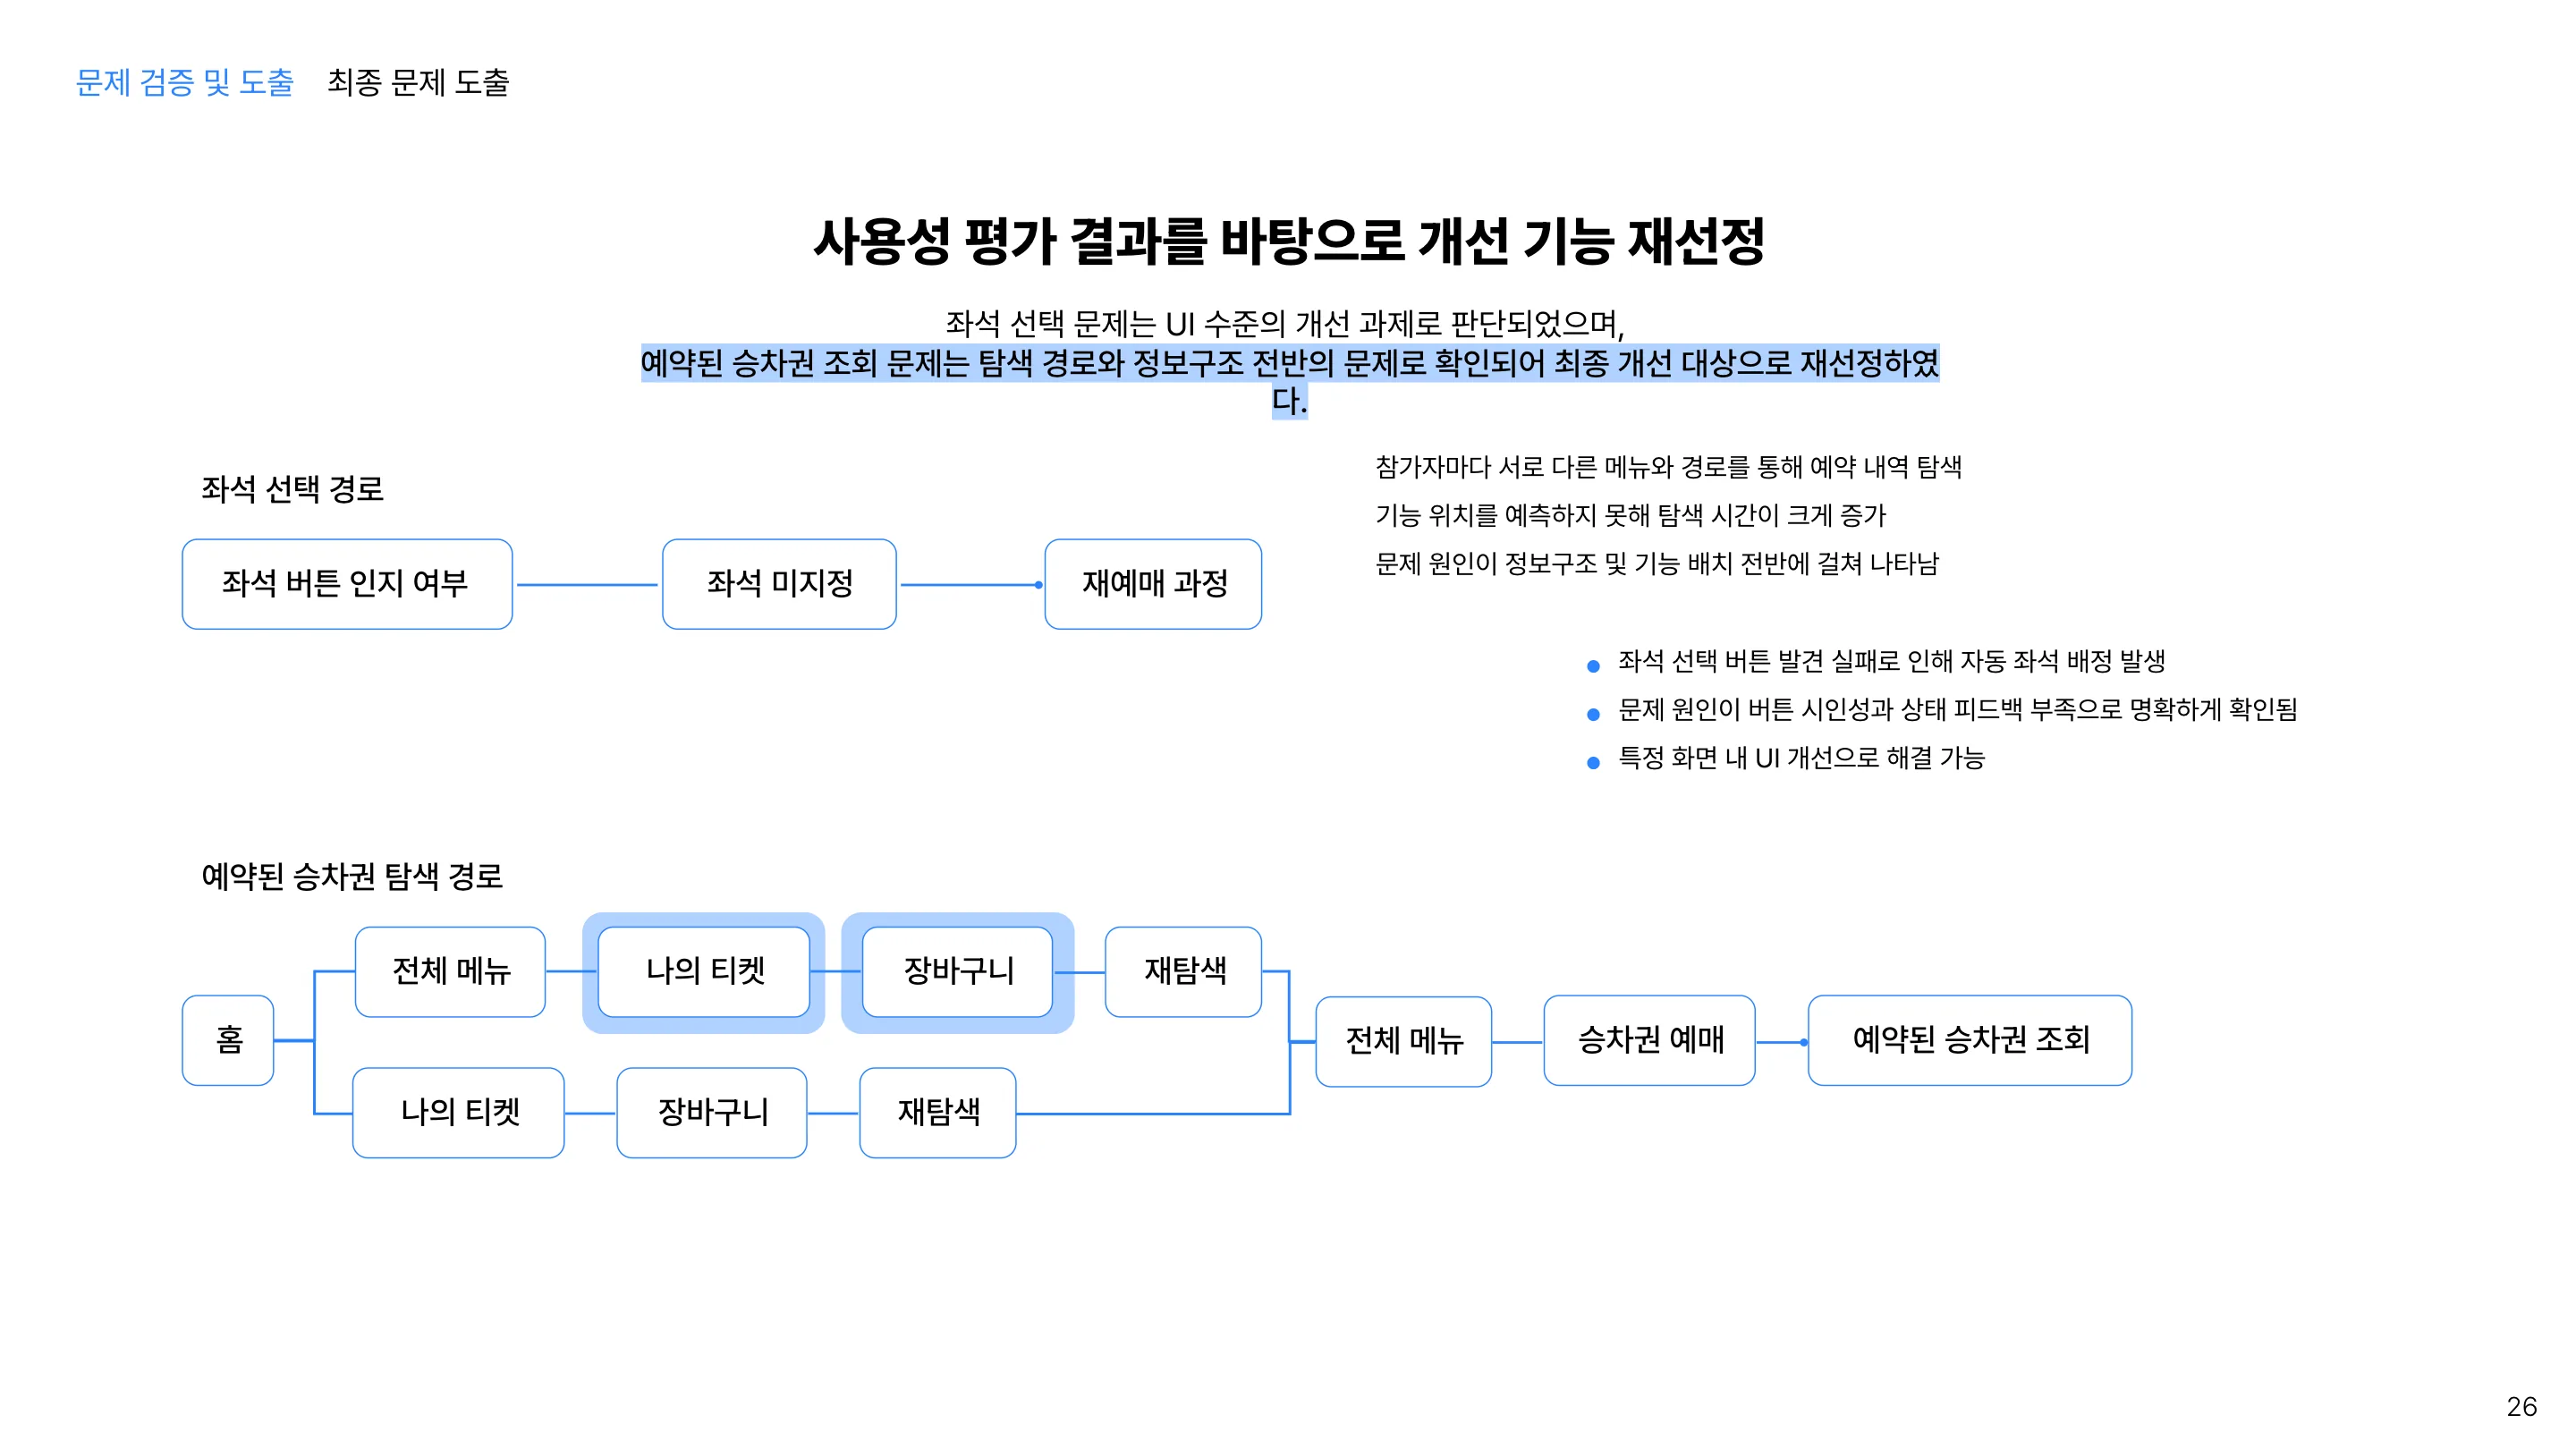 문제 검증 및 도출 최종 문제 도출
사용성 평가 결과를 바탕으로 개선 기능 재선정
좌석 선택 문제는 UI 수준의 개선 과제로 판단되었으며,
예약된 승차권 조회 문제는 탐색 경로와 정보구조 전반의 문제로 확인되어 최종 개선 대상으로 재선정하였
다.
좌석 선택 경로
좌석 버튼 인지 여부
좌석 미지정
재예매 과정
참가자마다 서로 다른 메뉴와 경로를 통해 예약 내역 탐색
기능 위치를 예측하지 못해 탐색 시간이 크게 증가
문제 원인이 정보구조 및 기능 배치 전반에 걸쳐 나타남
좌석 선택 버튼 발견 실패로 인해 자동 좌석 배정 발생
문제 원인이 버튼 시인성과 상태 피드백 부족으로 명확하게 확인됨
특정 화면 내 UI 개선으로 해결 가능
예약된 승차권 탐색 경로
홈
전체 메뉴
나의 티켓
장바구니
재탐색
나의 티켓
장바구니
재탐색
전체 메뉴
승차권 예매
예약된 승차권 조회
26